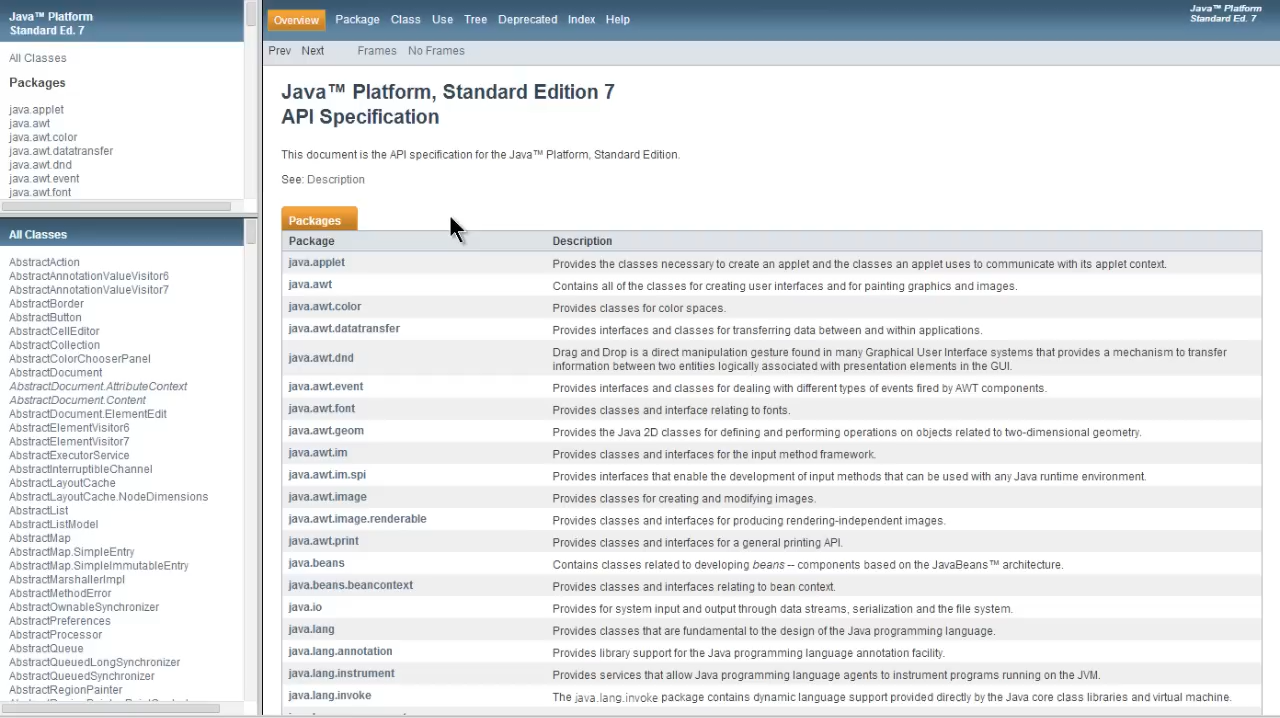 Java™ Platform
Standard Ed. 7
All Classes
Packages
java.applet
java.awt
java.awt.color
java.awt.datatransfer
java.awt.dnd
java.awt.event
java.awt.font
All Classes
AbstractAction
AbstractAnnotationValueVisitor6
AbstractAnnotationValueVisitor7
AbstractBorder
AbstractButton
AbstractCellEditor
AbstractCollection
AbstractColorChooserPanel
AbstractDocument
AbstractDocument.AttributeContext
AbstractDocument.Content
AbstractDocument.ElementEdit
AbstractElementVisitor6
AbstractElementVisitor7
AbstractExecutorService
AbstractInterruptibleChannel
AbstractLayoutCache
AbstractLayoutCache.NodeDimensions
AbstractList
AbstractListModel
AbstractMap
AbstractMap.SimpleEntry
AbstractMap.SimpleImmutableEntry
AbstractMarshallerImpl
AbstractMethodError
AbstractOwnableSynchronizer
AbstractPreferences
AbstractProcessor
AbstractQueue
AbstractQueuedLongSynchronizer
AbstractQueuedSynchronizer
AbstractRegionPainter
Overview Package Class Use Tree Deprecated Index Help
Java™ Platform
Standard Ed. 7
Prev Next Frames No Frames
Java™ Platform, Standard Edition 7
API Specification
This document is the API specification for the Java™ Platform, Standard Edition.
See: Description
Packages
Package Description
java.applet Provides the classes necessary to create an applet and the classes an applet uses to communicate with its applet context.
java.awt Contains all of the classes for creating user interfaces and for painting graphics and images.
java.awt.color Provides classes for color spaces.
java.awt.datatransfer Provides interfaces and classes for transferring data between and within applications.
java.awt.dnd Drag and Drop is a direct manipulation gesture found in many Graphical User Interface systems that provides a mechanism to transfer
information between two entities logically associated with presentation elements in the GUI.
java.awt.event Provides interfaces and classes for dealing with different types of events fired by AWT components.
java.awt.font Provides classes and interface relating to fonts.
java.awt.geom Provides the Java 2D classes for defining and performing operations on objects related to two-dimensional geometry.
java.awt.im Provides classes and interfaces for the input method framework.
java.awt.im.spi Provides interfaces that enable the development of input methods that can be used with any Java runtime environment.
java.awt.image Provides classes for creating and modifying images.
java.awt.image.renderable Provides classes and interfaces for producing rendering-independent images.
java.awt.print Provides classes and interfaces for a general printing API.
java.beans Contains classes related to developing beans -- components based on the JavaBeans™ architecture.
java.beans.beancontext Provides classes and interfaces relating to bean context.
java.io Provides for system input and output through data streams, serialization and the file system.
java.lang Provides classes that are fundamental to the design of the Java programming language.
java.lang.annotation Provides library support for the Java programming language annotation facility.
java.lang.instrument Provides services that allow Java programming language agents to instrument programs running on the JVM.
java.lang.invoke The java.lang.invoke package contains dynamic language support provided directly by the Java core class libraries and virtual machine.